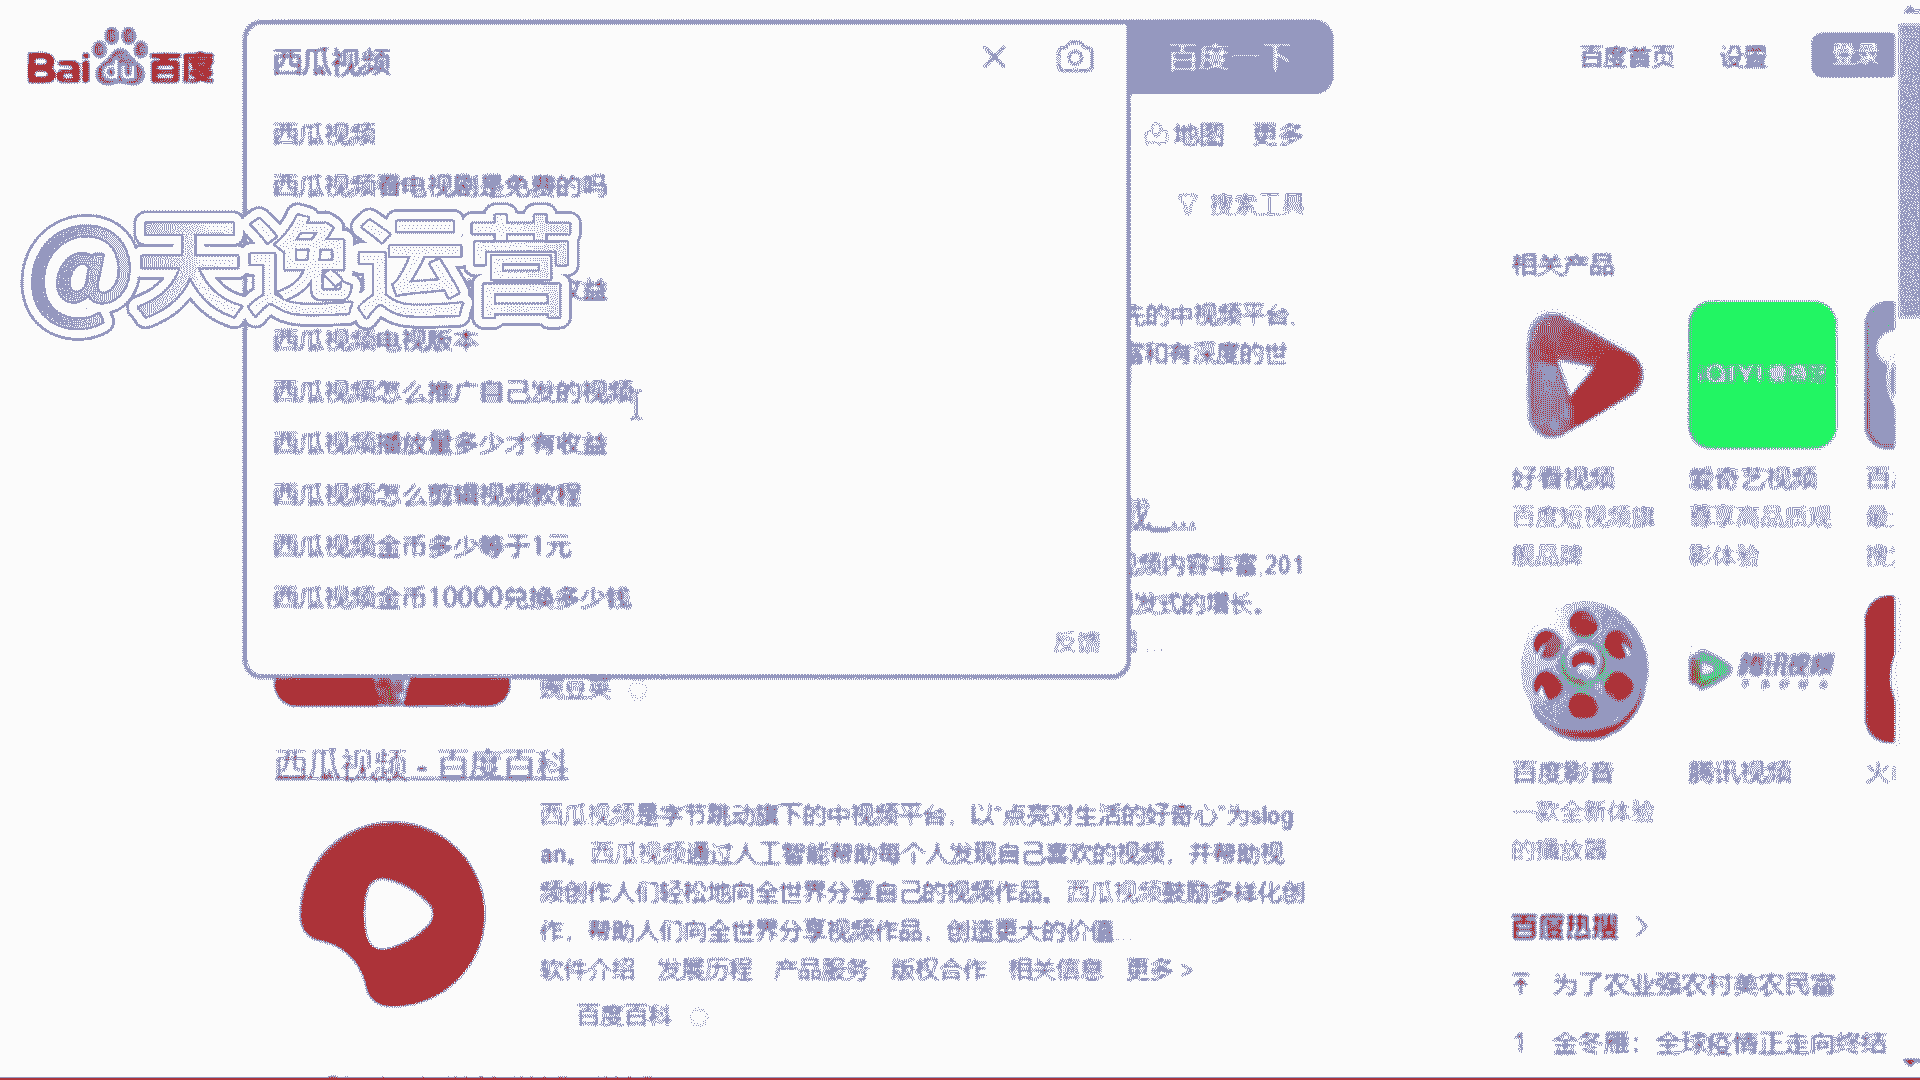 Bai du 百度
西瓜视频
百度一下
百度首页
设置
登录
西瓜视频
西瓜视频看电视剧是免费的吗
@天逸运营
收益
西瓜视频电视版本
西瓜视频怎么推广自己发的视频
西瓜视频播放量多少才有收益
西瓜视频怎么剪辑视频教程
西瓜视频金币多少等于1元
西瓜视频金币10000兑换多少钱
反馈
地图 更多
搜索工具
的中视频平台,
富和有深度的世
...
视频内容丰富,201
发式的增长。
...
豌豆荚
西瓜视频 - 百度百科
西瓜视频是字节跳动旗下的中视频平台，以"点亮对生活的好奇心"为slog
an。西瓜视频通过人工智能帮助每个人发现自己喜欢的视频，并帮助视
频创作人们轻松地向全世界分享自己的视频作品。西瓜视频鼓励多样化创
作，帮助人们向全世界分享视频作品，创造更大的价值...
软件介绍 发展历程 产品服务 版权合作 相关信息 更多 >
百度百科
相关产品
好看视频
百度短视频旗
舰品牌
爱奇艺视频
尊享高品质观
影体验
百度影音
一款全新体验
的播放器
腾讯视频
腾讯视频
火
百度热搜 >
为了农业强农村美农民富
1 金冬雁：全球疫情正走向终结